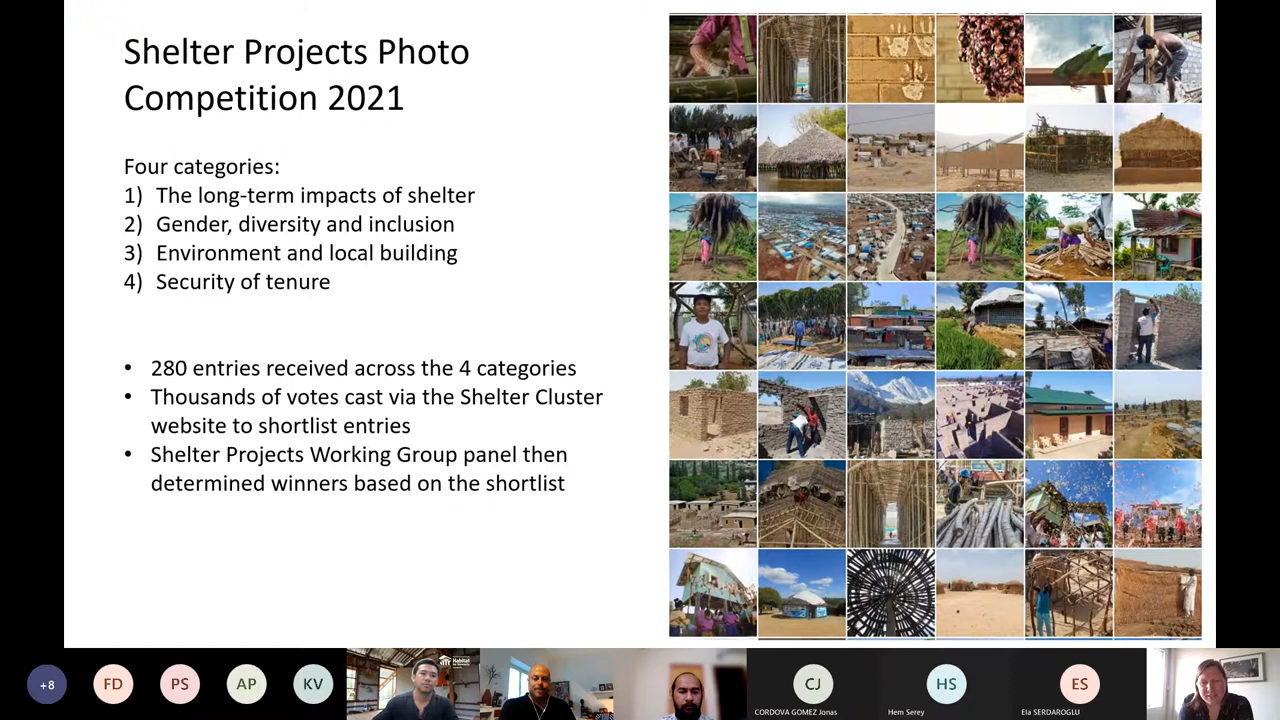 Shelter Projects Photo
Competition 2021
Four categories:
1) The long-term impacts of shelter
2) Gender, diversity and inclusion
3) Environment and local building
4) Security of tenure
• 280 entries received across the 4 categories
• Thousands of votes cast via the Shelter Cluster
website to shortlist entries
• Shelter Projects Working Group panel then
determined winners based on the shortlist
+8
FD
PS
AP
KV
Habitat
for Humanity
CJ
CORDOVA GOMEZ Jonas
HS
Hem Serey
ES
Ela SERDAROGLU